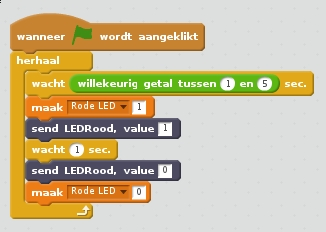 wanneer wordt aangeklikt
herhaal
wacht willekeurig getal tussen 1 en 5 sec.
maak Rode LED 1
send LEDRood, value 1
wacht 1 sec.
send LEDRood, value 0
maak Rode LED 0